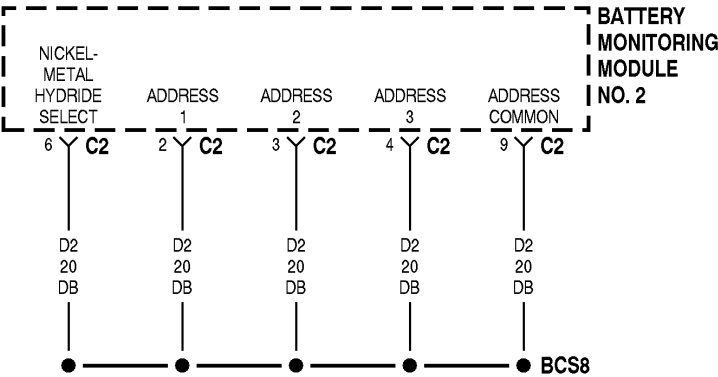 BATTERY
MONITORING
MODULE
NO. 2
NICKEL-
METAL
HYDRIDE
SELECT
ADDRESS
1
ADDRESS
2
ADDRESS
3
ADDRESS
COMMON
6 C2 2 C2 3 C2 4 C2 9 C2
D2 D2 D2 D2 D2
20 20 20 20 20
DB DB DB DB DB
BCS8